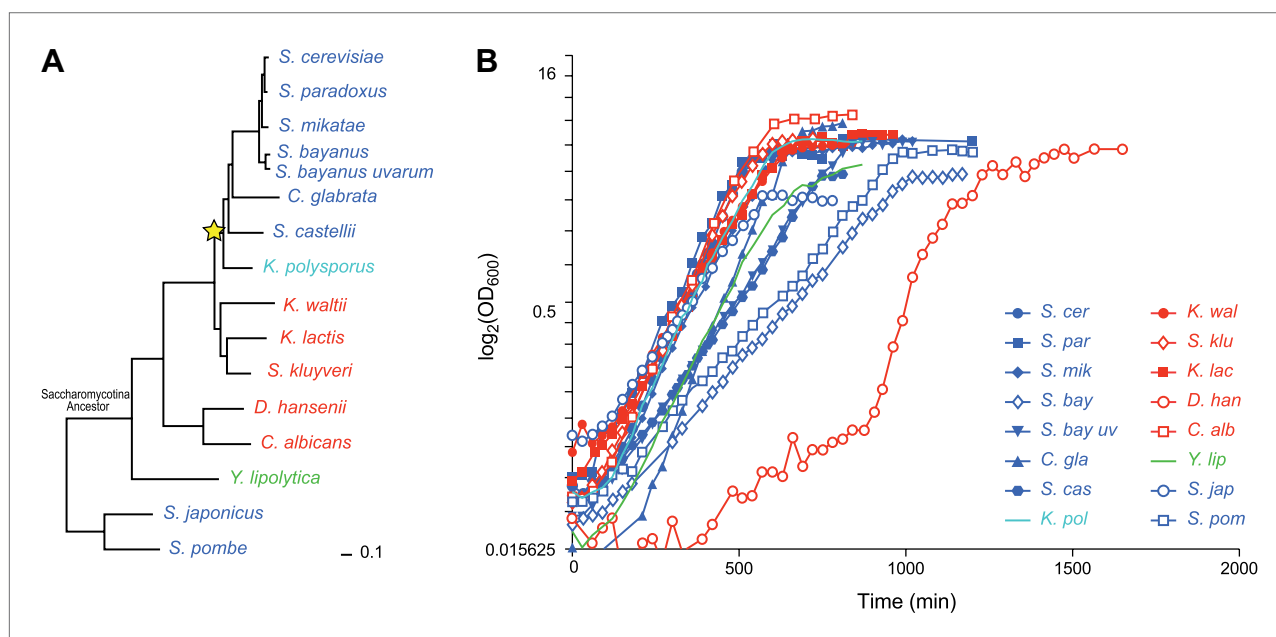 A
S. cerevisiae
S. paradoxus
S. mikatae
S. bayanus
S. bayanus uvarum
C. glabrata
S. castellii
K. polysporus
K. waltii
K. lactis
S. kluyveri
D. hansenii
C. albicans
Y. lipolytica
S. japonicus
S. pombe
Saccharomycotina
Ancestor
0.1
B
log2(OD600)
16
0.5
0.015625
0
500
1000
1500
2000
Time (min)
S. cer
S. par
S. mik
S. bay
S. bay uv
C. gla
S. cas
K. pol
K. wal
S. klu
K. lac
D. han
C. alb
Y. lip
S. jap
S. pom